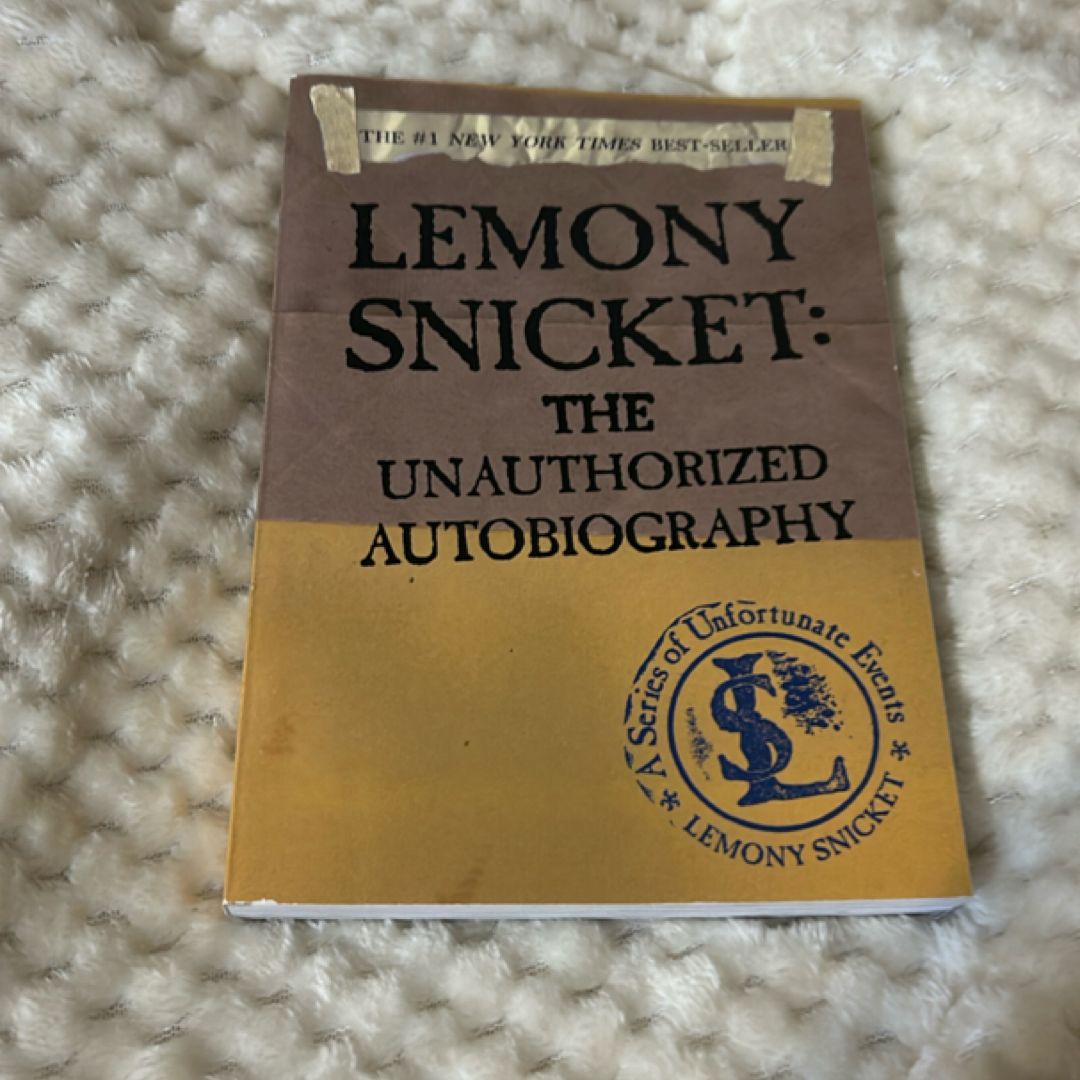 THE #1 NEW YORK TIMES BEST-SELLER
LEMONY
SNICKET:
THE
UNAUTHORIZED
AUTOBIOGRAPHY
A Series of Unfortunate Events
LS
* LEMONY SNICKET *